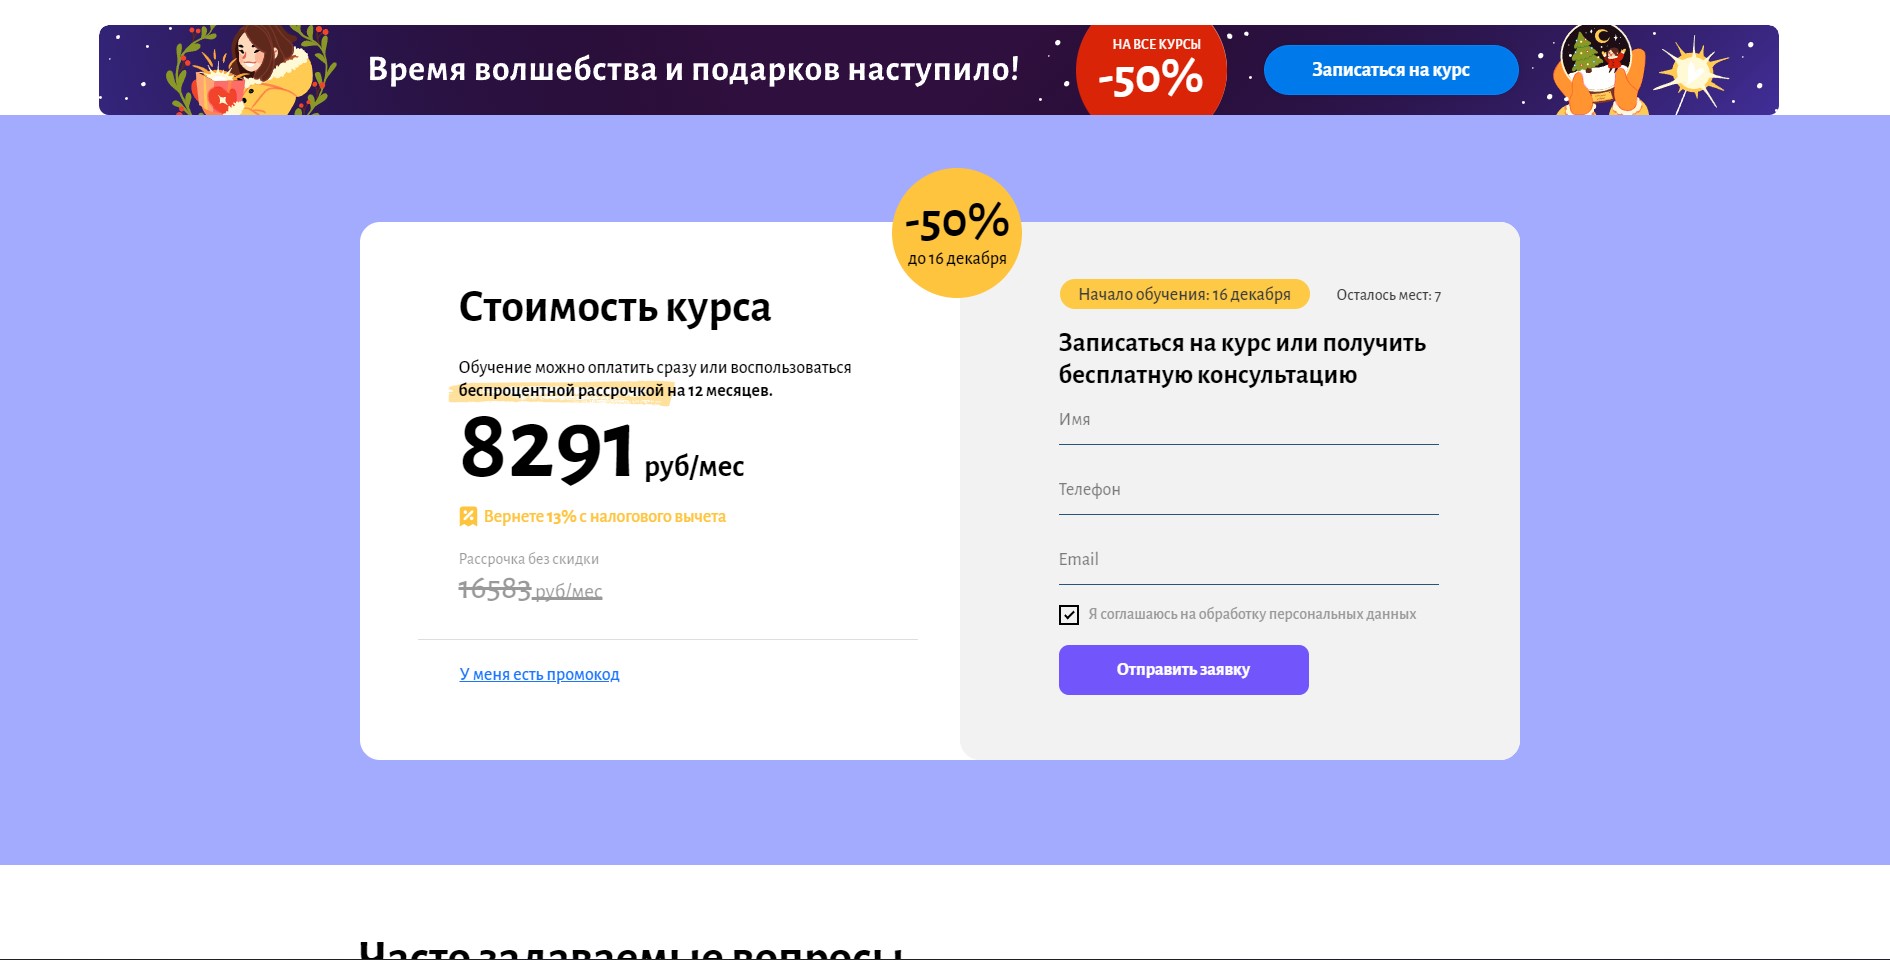 Время волшебства и подарков наступило!
НА ВСЕ КУРСЫ
-50%
Записаться на курс
-50%
до 16 декабря
Стоимость курса
Обучение можно оплатить сразу или воспользоваться
беспроцентной рассрочкой на 12 месяцев.
8291 руб/мес
Вернете 13% с налогового вычета
Рассрочка без скидки
16583 руб/мес
У меня есть промокод
Начало обучения: 16 декабря
Осталось мест: 7
Записаться на курс или получить
бесплатную консультацию
Имя
Телефон
Email
Я соглашаюсь на обработку персональных данных
Отправить заявку
Часто задаваемые вопросы